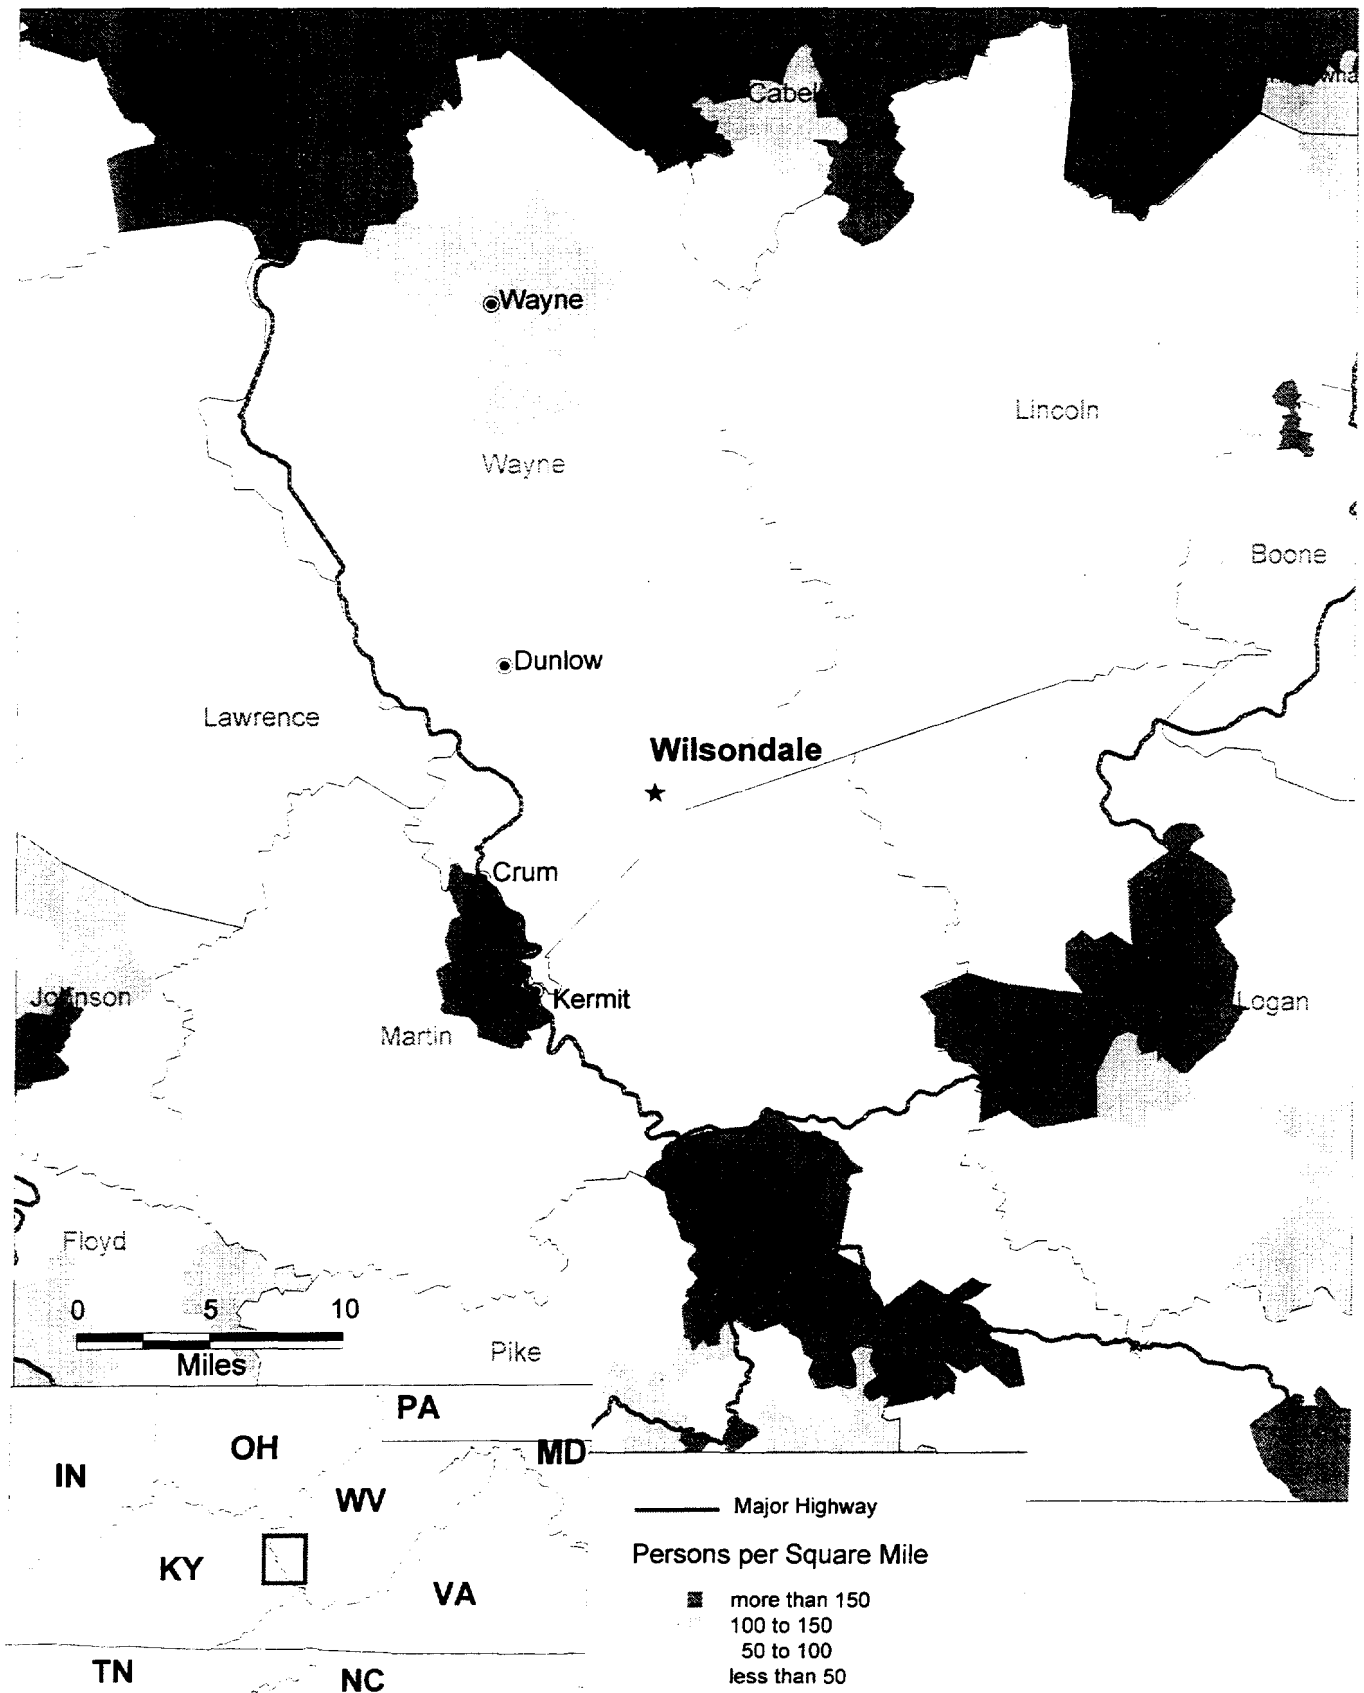 Cabel
Wayne
Lincoln
Wayne
Boone
Dunlow
Lawrence
Wilsondale
Crum
Johnson
Kermit
Logan
Martin
Floyd
0 5 10
Miles
Pike
PA
OH
MD
IN
WV
KY
VA
TN
NC
Major Highway
Persons per Square Mile
more than 150
100 to 150
50 to 100
less than 50